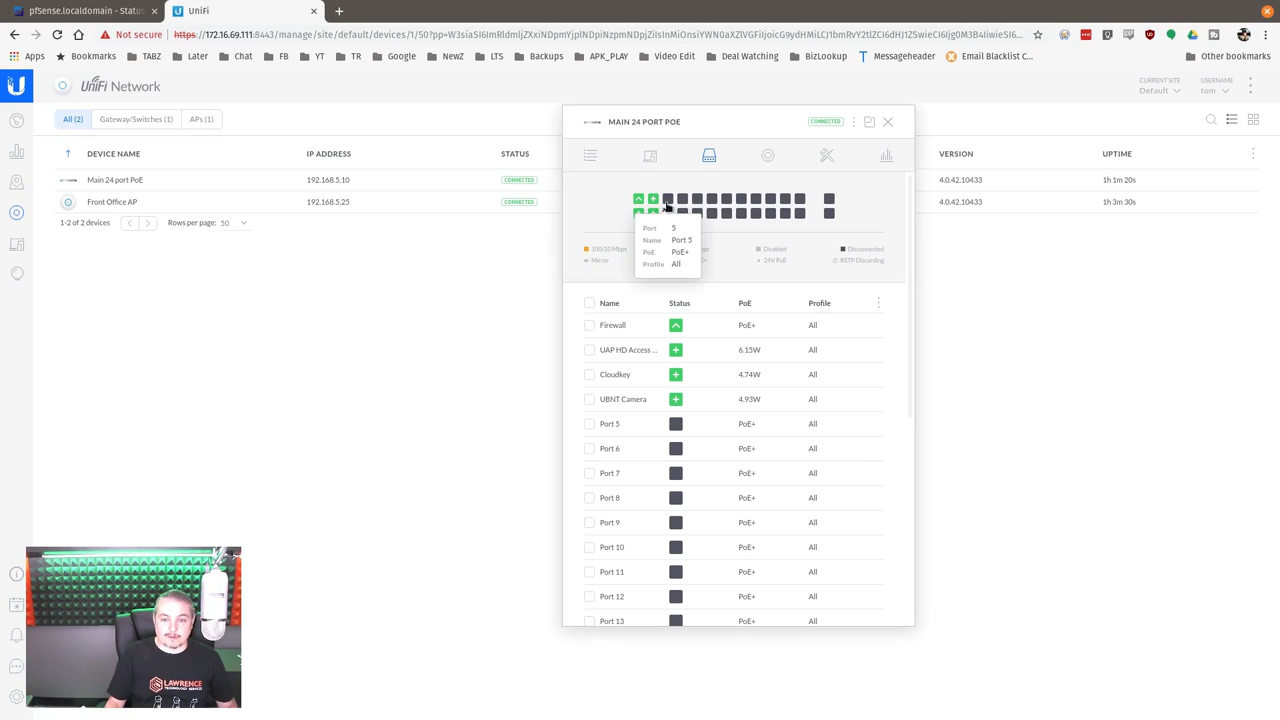 pfSense.localdomain - Status
UniFi
Not secure
https://172.16.69.111:8443/manage/site/default/devices/1/50?pp=
Apps
Bookmarks
TABZ
Later
Chat
FB
YT
TR
Google
NewZ
LTS
Backups
APK_PLAY
Video Edit
Deal Watching
BizLookup
Messageheader
Email Blacklist C...
Other bookmarks
UniFi Network
CURRENT SITE
Default
USERNAME
tom
All (2)
Gateway/Switches (1)
APs (1)
DEVICE NAME IP ADDRESS STATUS VERSION UPTIME
Main 24 port PoE 192.168.5.10 CONNECTED 4.0.42.10433 1h 1m 20s
Front Office AP 192.168.5.25 CONNECTED 4.0.42.10433 1h 3m 30s
1-2 of 2 devices
Rows per page: 50
MAIN 24 PORT POE
CONNECTED
Port 5
Name Port 5
PoE PoE+
Profile All
100/10 Mbps
Disabled
Disconnected
Mirror
24V PoE
RSTP Discarding
Name Status PoE Profile
Firewall PoE+ All
UAP HD Access ... 6.15W All
Cloudkey 4.74W All
UBNT Camera 4.93W All
Port 5 PoE+ All
Port 6 PoE+ All
Port 7 PoE+ All
Port 8 PoE+ All
Port 9 PoE+ All
Port 10 PoE+ All
Port 11 PoE+ All
Port 12 PoE+ All
Port 13 PoE+ All
LAWRENCE
TECHNOLOGY SERVICES